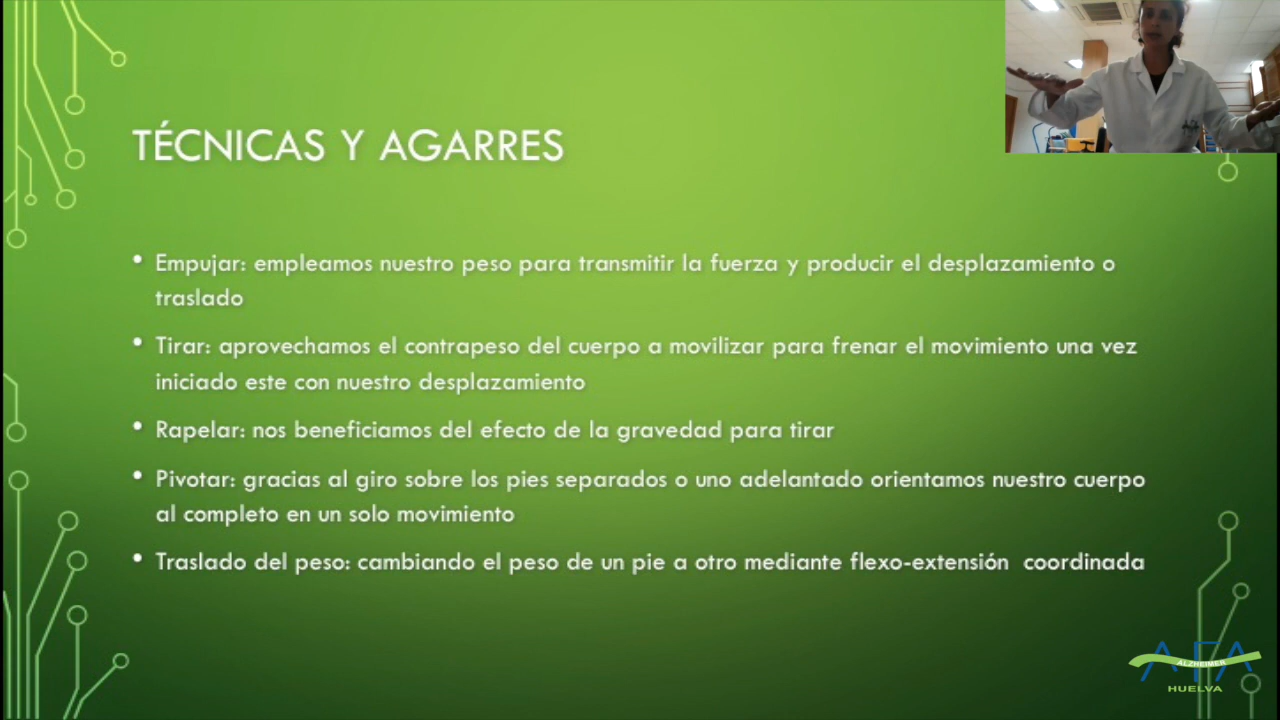 TÉCNICAS Y AGARRES
• Empujar: empleamos nuestro peso para transmitir la fuerza y producir el desplazamiento o
traslado
• Tirar: aprovechamos el contrapeso del cuerpo a movilizar para frenar el movimiento una vez
iniciado este con nuestro desplazamiento
• Rapelar: nos beneficiamos del efecto de la gravedad para tirar
• Pivotar: gracias al giro sobre los pies separados o uno adelantado orientamos nuestro cuerpo
al completo en un solo movimiento
• Traslado del peso: cambiando el peso de un pie a otro mediante flexo-extensión coordinada
AFA
ALZHEIMER
HUELVA